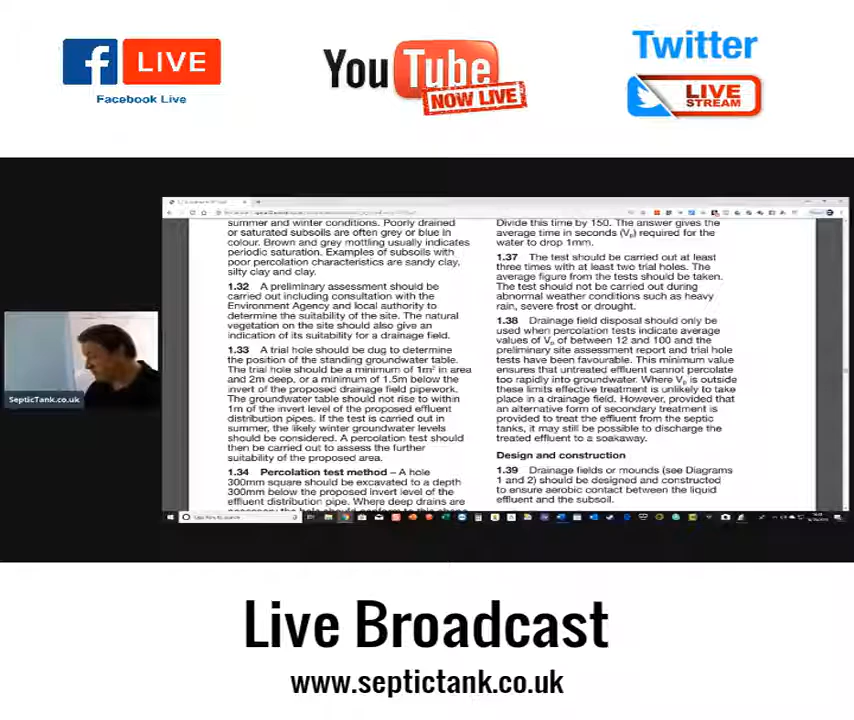 f LIVE
Facebook Live
You Tube
NOW LIVE
Twitter
LIVE
STREAM
summer and winter conditions. Poorly drained
or saturated subsoils are often grey or blue in
colour. Brown and grey mottling usually indicates
periodic saturation. Examples of subsoils with
poor percolation characteristics are sandy clay,
silty clay and clay.
1.32 A preliminary assessment should be
carried out including consultation with the
Environment Agency and local authority to
determine the suitability of the site. The natural
vegetation on the site should also give an
indication of its suitability for a drainage field.
1.33 A trial hole should be dug to determine
the position of the standing groundwater table.
The trial hole should be a minimum of 1m² in area
and 2m deep, or a minimum of 1.5m below the
invert of the proposed drainage field pipework.
The groundwater table should not rise to within
1m of the invert level of the proposed effluent
distribution pipes. If the test is carried out in
summer, the likely winter groundwater levels
should be considered. A percolation test should
then be carried out to assess the further
suitability of the proposed area.
1.34 Percolation test method – A hole
300mm square should be excavated to a depth
300mm below the proposed invert level of the
effluent distribution pipe. Where deep drains are
Divide this time by 150. The answer gives the
average time in seconds (Vp) required for the
water to drop 1mm.
1.37 The test should be carried out at least
three times with at least two trial holes. The
average figure from the tests should be taken.
The test should not be carried out during
abnormal weather conditions such as heavy
rain, severe frost or drought.
1.38 Drainage field disposal should only be
used when percolation tests indicate average
values of Vp of between 12 and 100 and the
preliminary site assessment report and trial hole
tests have been favourable. This minimum value
ensures that untreated effluent cannot percolate
too rapidly into groundwater. Where Vp is outside
these limits effective treatment is unlikely to take
place in a drainage field. However, provided that
an alternative form of secondary treatment is
provided to treat the effluent from the septic
tanks, it may still be possible to discharge the
treated effluent to a soakaway.
Design and construction
1.39 Drainage fields or mounds (see Diagrams
1 and 2) should be designed and constructed
to ensure aerobic contact between the liquid
effluent and the subsoil.
SepticTank.co.uk
Live Broadcast
www.septictank.co.uk